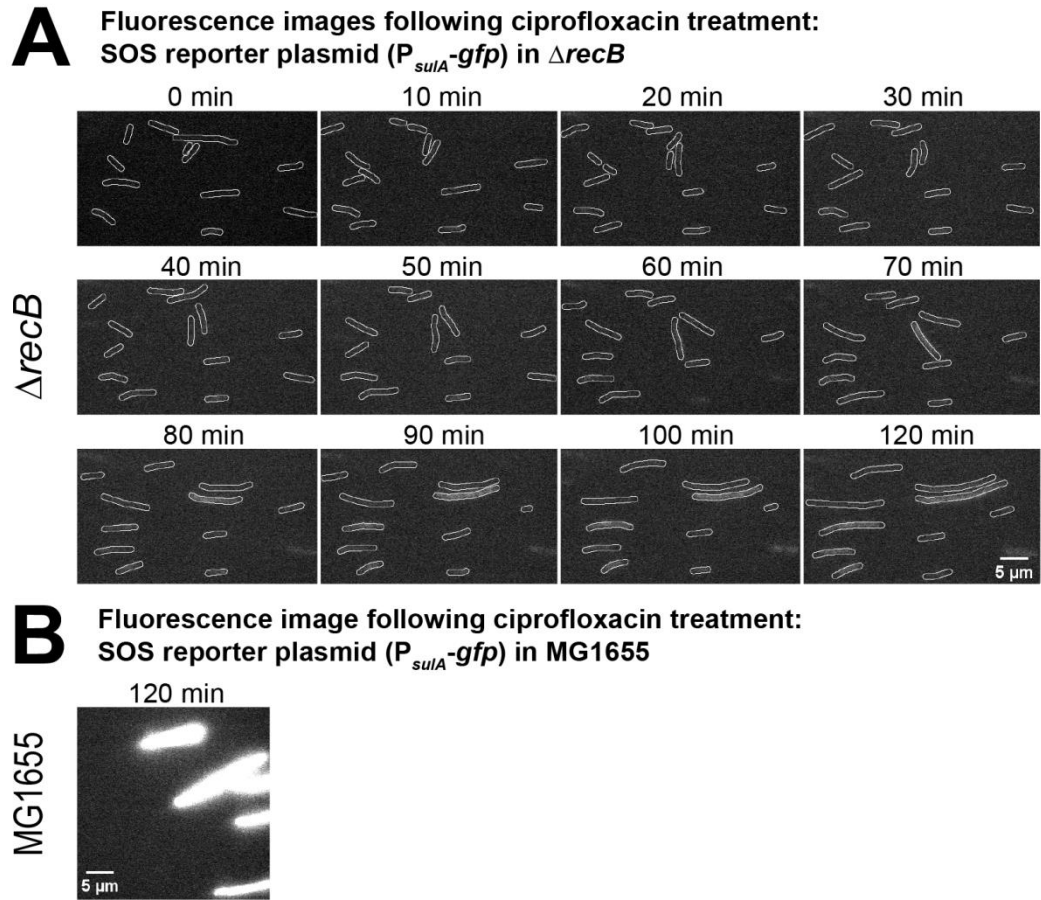 A
Fluorescence images following ciprofloxacin treatment:
SOS reporter plasmid (PsulA-gfp) in ΔrecB
0 min 10 min 20 min 30 min
40 min 50 min 60 min 70 min
ΔrecB
80 min 90 min 100 min 120 min
5 µm
B
Fluorescence image following ciprofloxacin treatment:
SOS reporter plasmid (PsulA-gfp) in MG1655
120 min
MG1655
5 µm